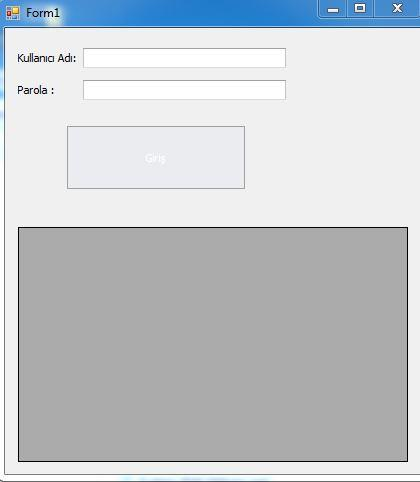 Form1
Kullanıcı Adı:
Parola :
Giriş